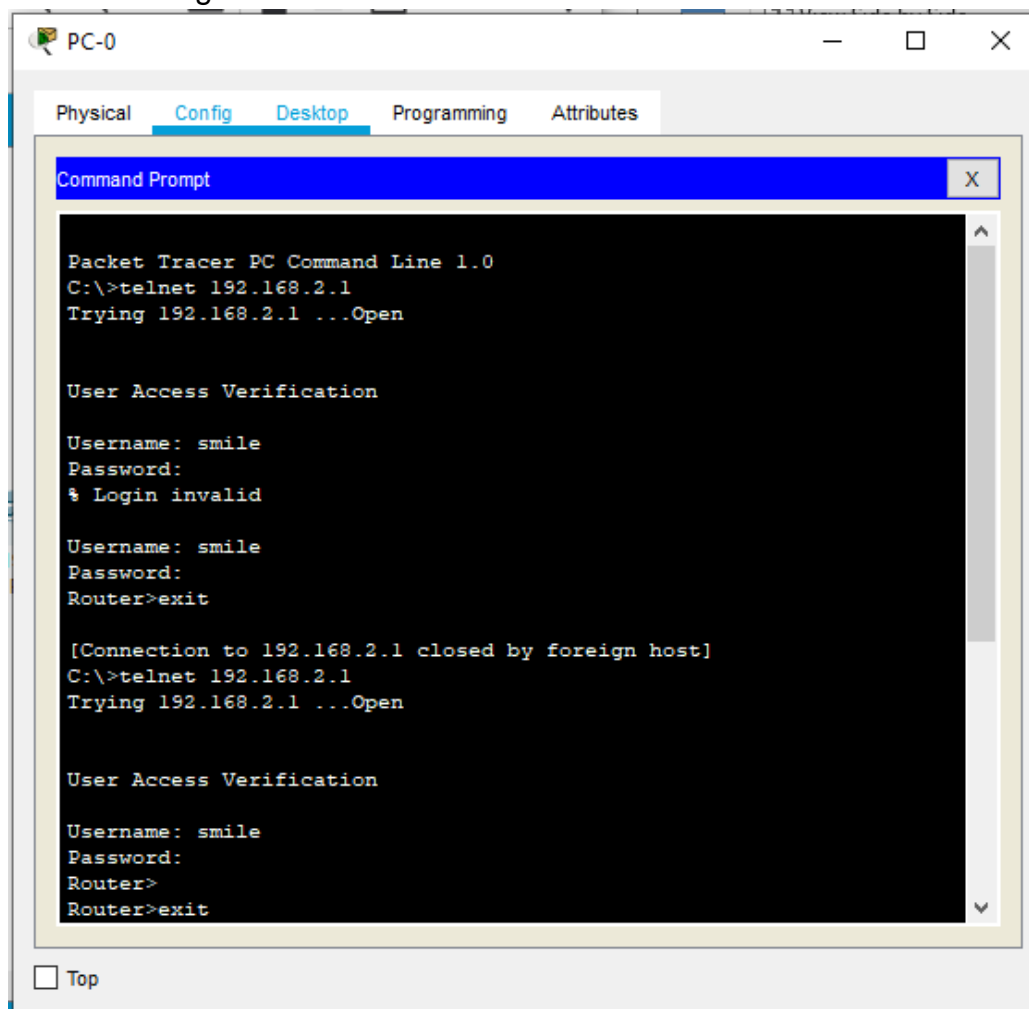 PC-0
Physical Config Desktop Programming Attributes
Command Prompt
X
Packet Tracer PC Command Line 1.0
C:\>telnet 192.168.2.1
Trying 192.168.2.1 ...Open
User Access Verification
Username: smile
Password:
% Login invalid
Username: smile
Password:
Router>exit
[Connection to 192.168.2.1 closed by foreign host]
C:\>telnet 192.168.2.1
Trying 192.168.2.1 ...Open
User Access Verification
Username: smile
Password:
Router>
Router>exit
Top